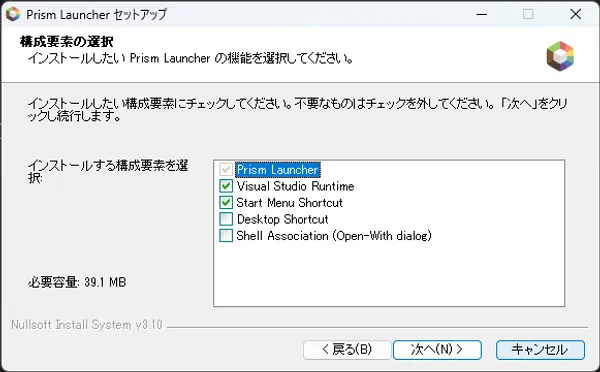 Prism Launcher セットアップ
構成要素の選択
インストールしたい Prism Launcher の機能を選択してください。
インストールしたい構成要素にチェックしてください。不要なものはチェックを外してください。「次へ」をクリ
ックし続行します。
インストールする構成要素を選
択:
Prism Launcher
Visual Studio Runtime
Start Menu Shortcut
Desktop Shortcut
Shell Association (Open-With dialog)
必要容量: 39.1 MB
Nullsoft Install System v3.10
< 戻る(B)
次へ(N) >
キャンセル